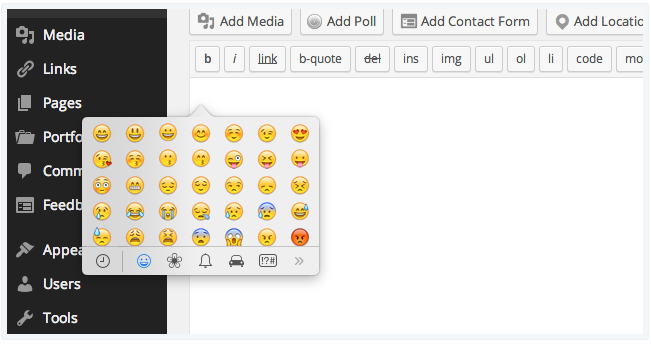 Media
Links
Pages
Portfo
Comm
Feedb
Appea
Users
Tools
Add Media Add Poll Add Contact Form Add Locatio
b i link b-quote del ins img ul ol li code mo
!?#
»